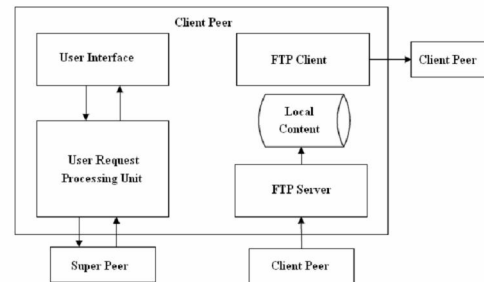 Client Peer
User Interface
FTP Client
Client Peer
Local
Content
User Request
Processing Unit
FTP Server
Super Peer
Client Peer